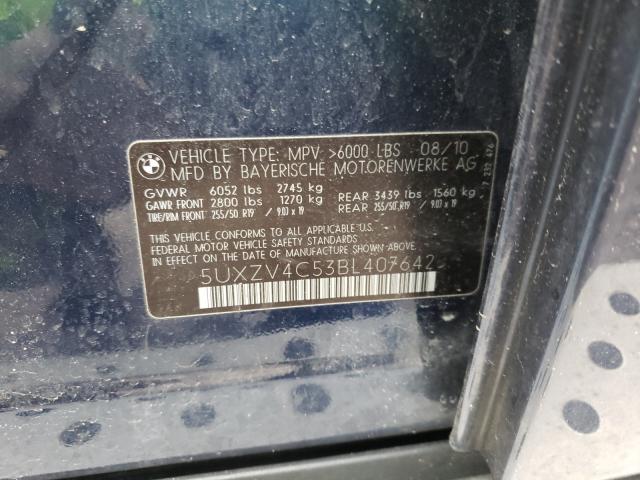 BMW
VEHICLE TYPE: MPV >6000 LBS 08/10
MFD BY BAYERISCHE MOTORENWERKE AG
GVWR 6052 lbs 2745 kg
GAWR FRONT 2800 lbs 1270 kg REAR 3439 lbs 1560 kg
TIRE/RIM FRONT 255/50 R19 / 9.0J x 19 REAR 255/50 R19 / 9.0J x 19
THIS VEHICLE CONFORMS TO ALL APPLICABLE U.S.
FEDERAL MOTOR VEHICLE SAFETY STANDARDS
IN EFFECT ON THE DATE OF MANUFACTURE SHOWN ABOVE.
5UXZV4C53BL407642